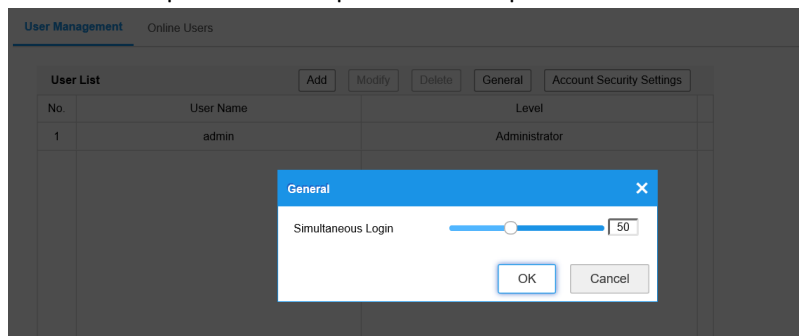 User Management Online Users
User List Add Modify Delete General Account Security Settings
No. User Name Level
1 admin Administrator
General
Simultaneous Login 50
OK Cancel